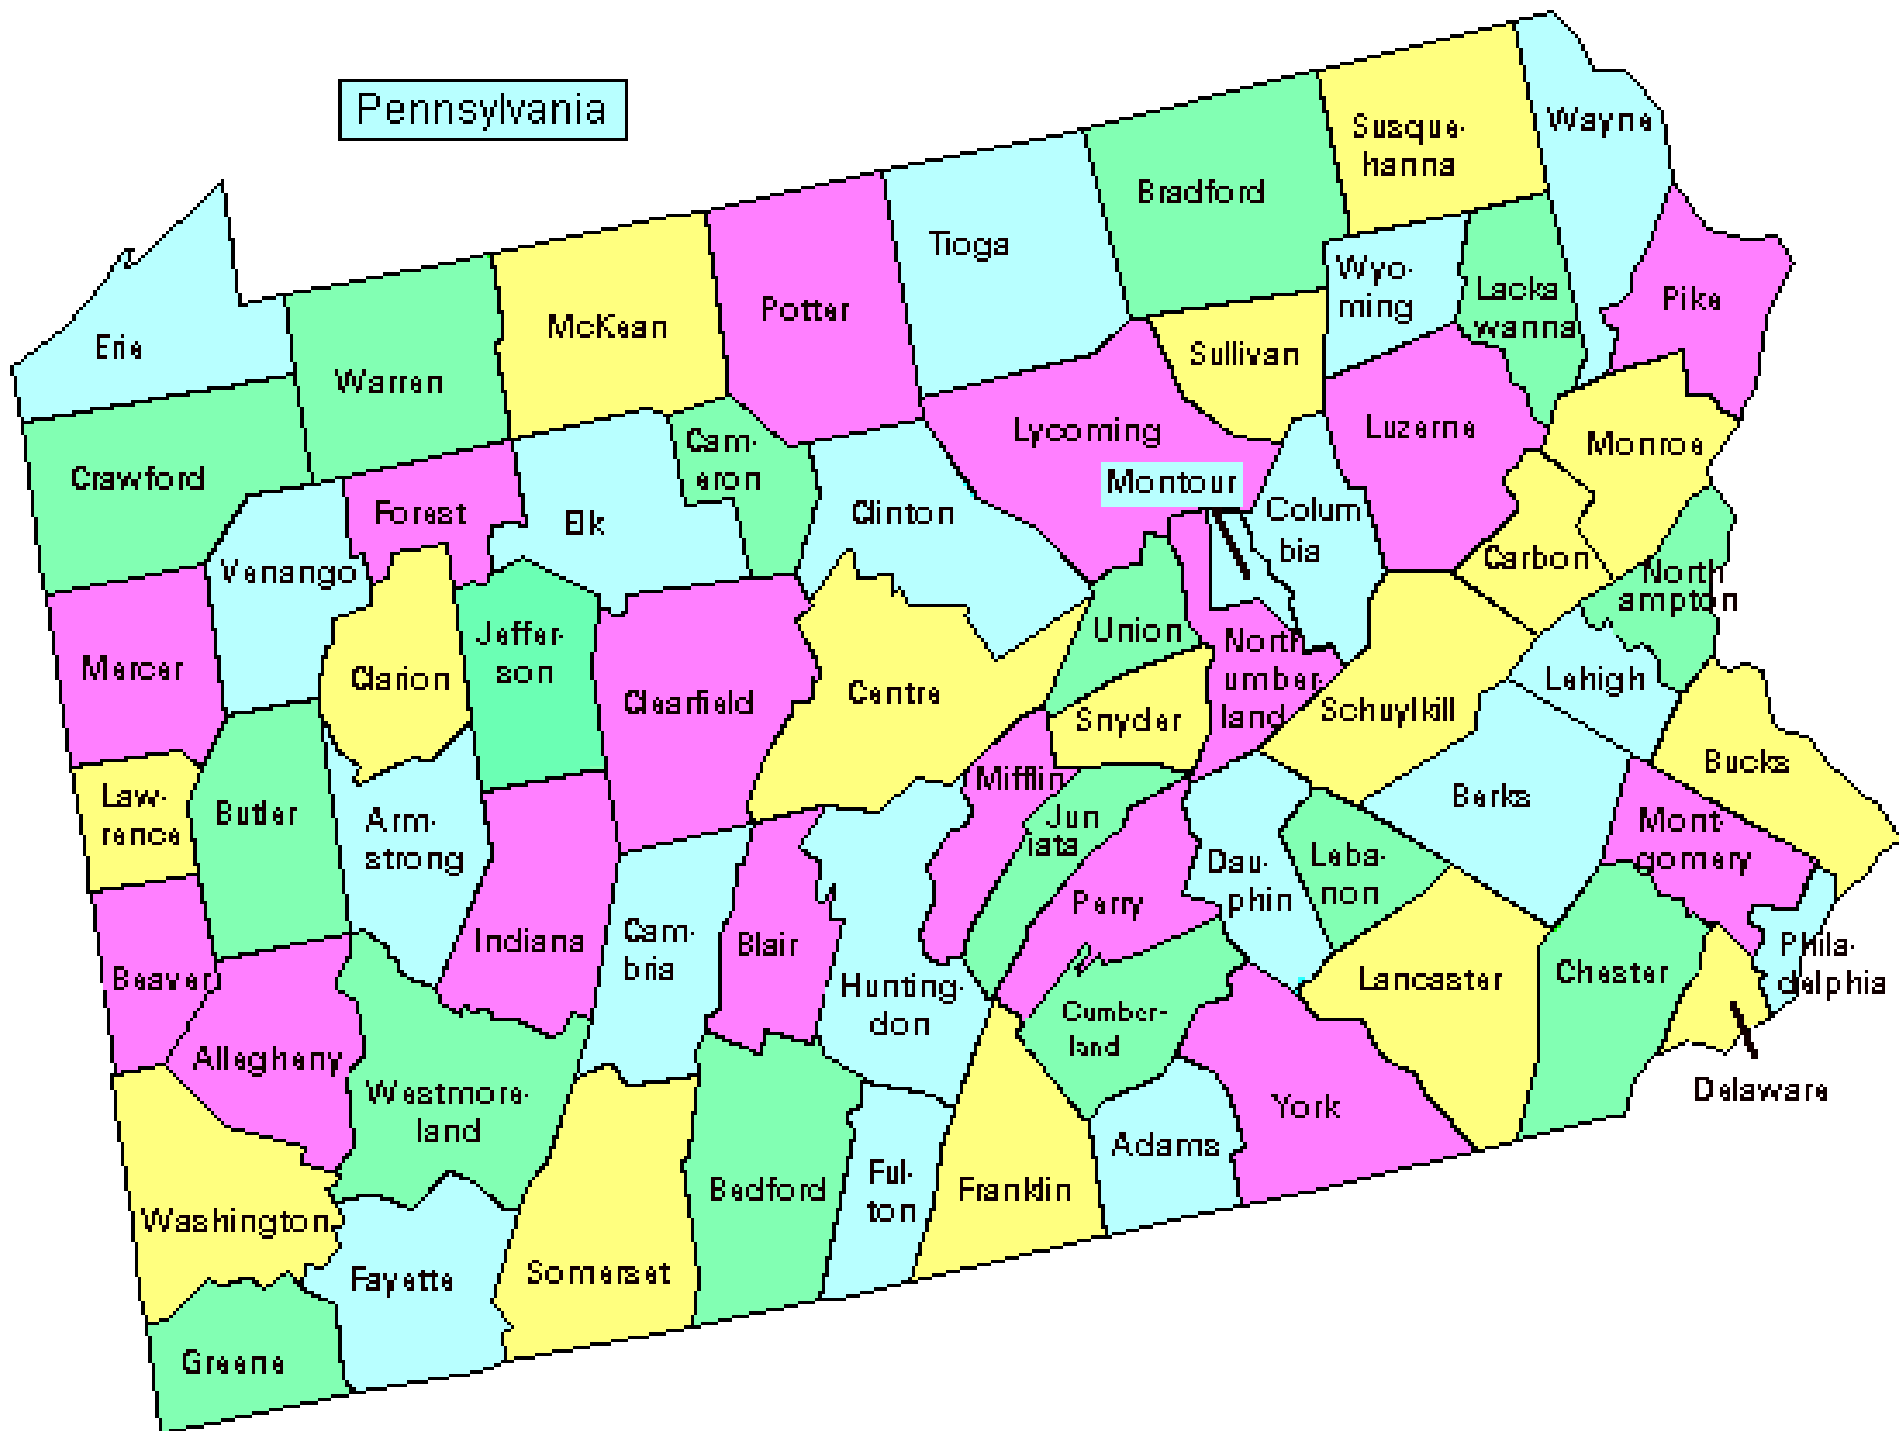 Pennsylvania
Susque-
hanna
Wayne
Bradford
Tioga
Potter
McKean
Erie
Warren
Wyo-
ming
Lacka
wanna
Pike
Sullivan
Crawford
Forest
Elk
Cam-
eron
Clinton
Lycoming
Montour
Colum
bia
Luzerne
Monroe
Carbon
North
ampton
Venango
Mercer
Clarion
Jeffer-
son
Clearfield
Centre
Union
Snyder
North
umber-
land
Schuylkill
Lehigh
Bucks
Law-
rence
Butler
Arm-
strong
Mifflin
Jun
iata
Berks
Mont-
gomery
Dau-
phin
Leba-
non
Perry
Beaver
Indiana
Cam-
bria
Blair
Hunting-
don
Cumber-
land
Lancaster
Chester
Phila-
delphia
Allegheny
Westmore-
land
Delaware
York
Adams
Franklin
Ful-
ton
Bedford
Washington
Somerset
Fayette
Greene